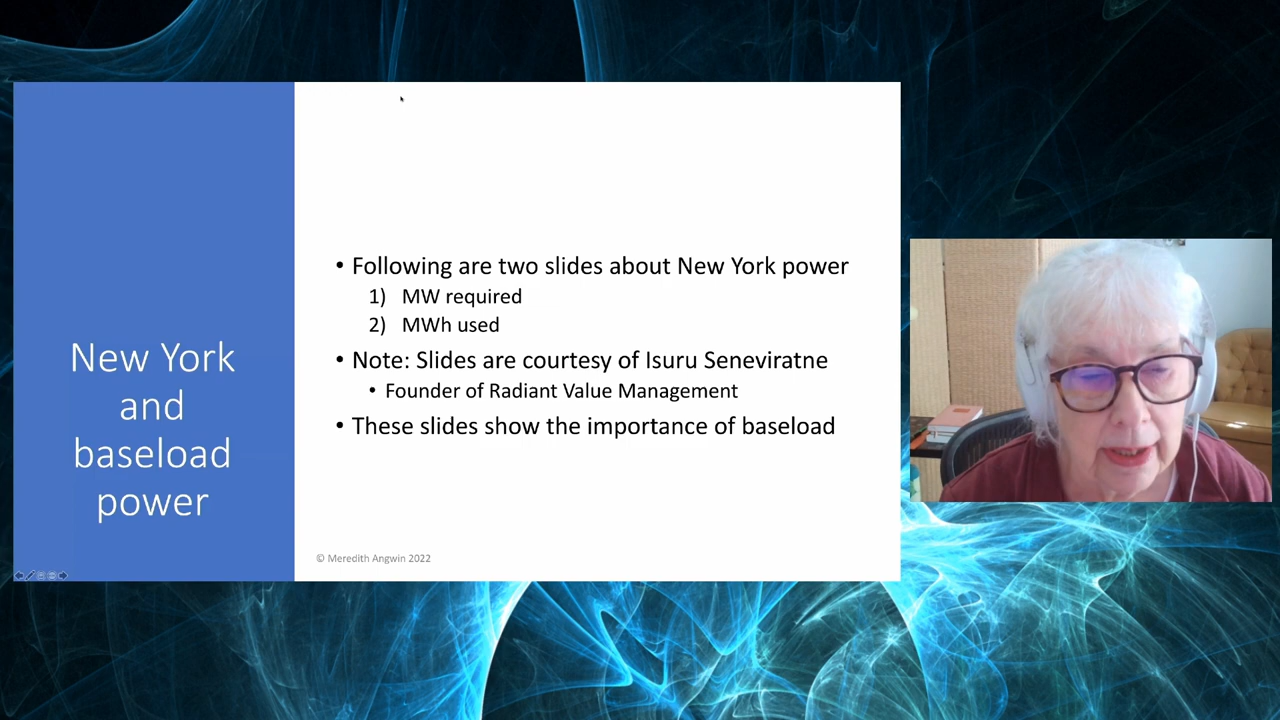 New York
and
baseload
power
• Following are two slides about New York power
1) MW required
2) MWh used
• Note: Slides are courtesy of Isuru Seneviratne
• Founder of Radiant Value Management
• These slides show the importance of baseload
© Meredith Angwin 2022